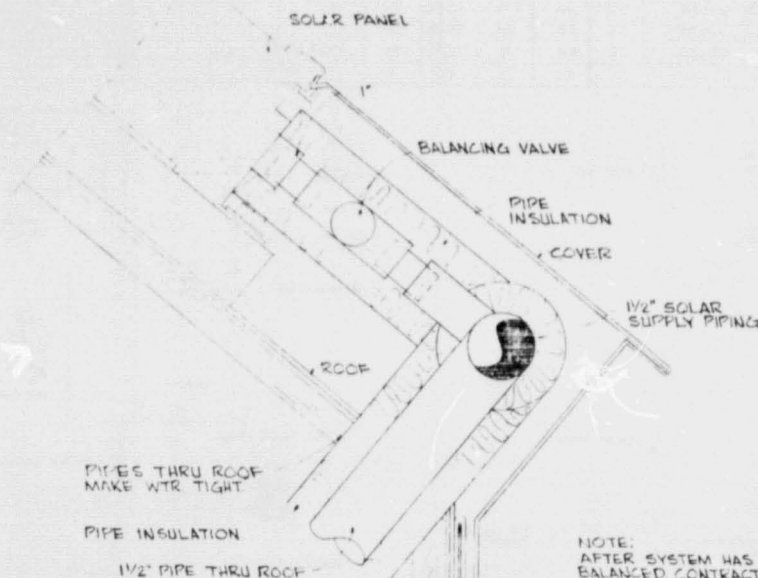 SOLAR PANEL
1"
BALANCING VALVE
PIPE
INSULATION
COVER
1½" SOLAR
SUPPLY PIPING
ROOF
PIPES THRU ROOF
MAKE WTR. TIGHT
PIPE INSULATION
1½" PIPE THRU ROOF
NOTE:
AFTER SYSTEM HAS
BALANCED CONTRACT